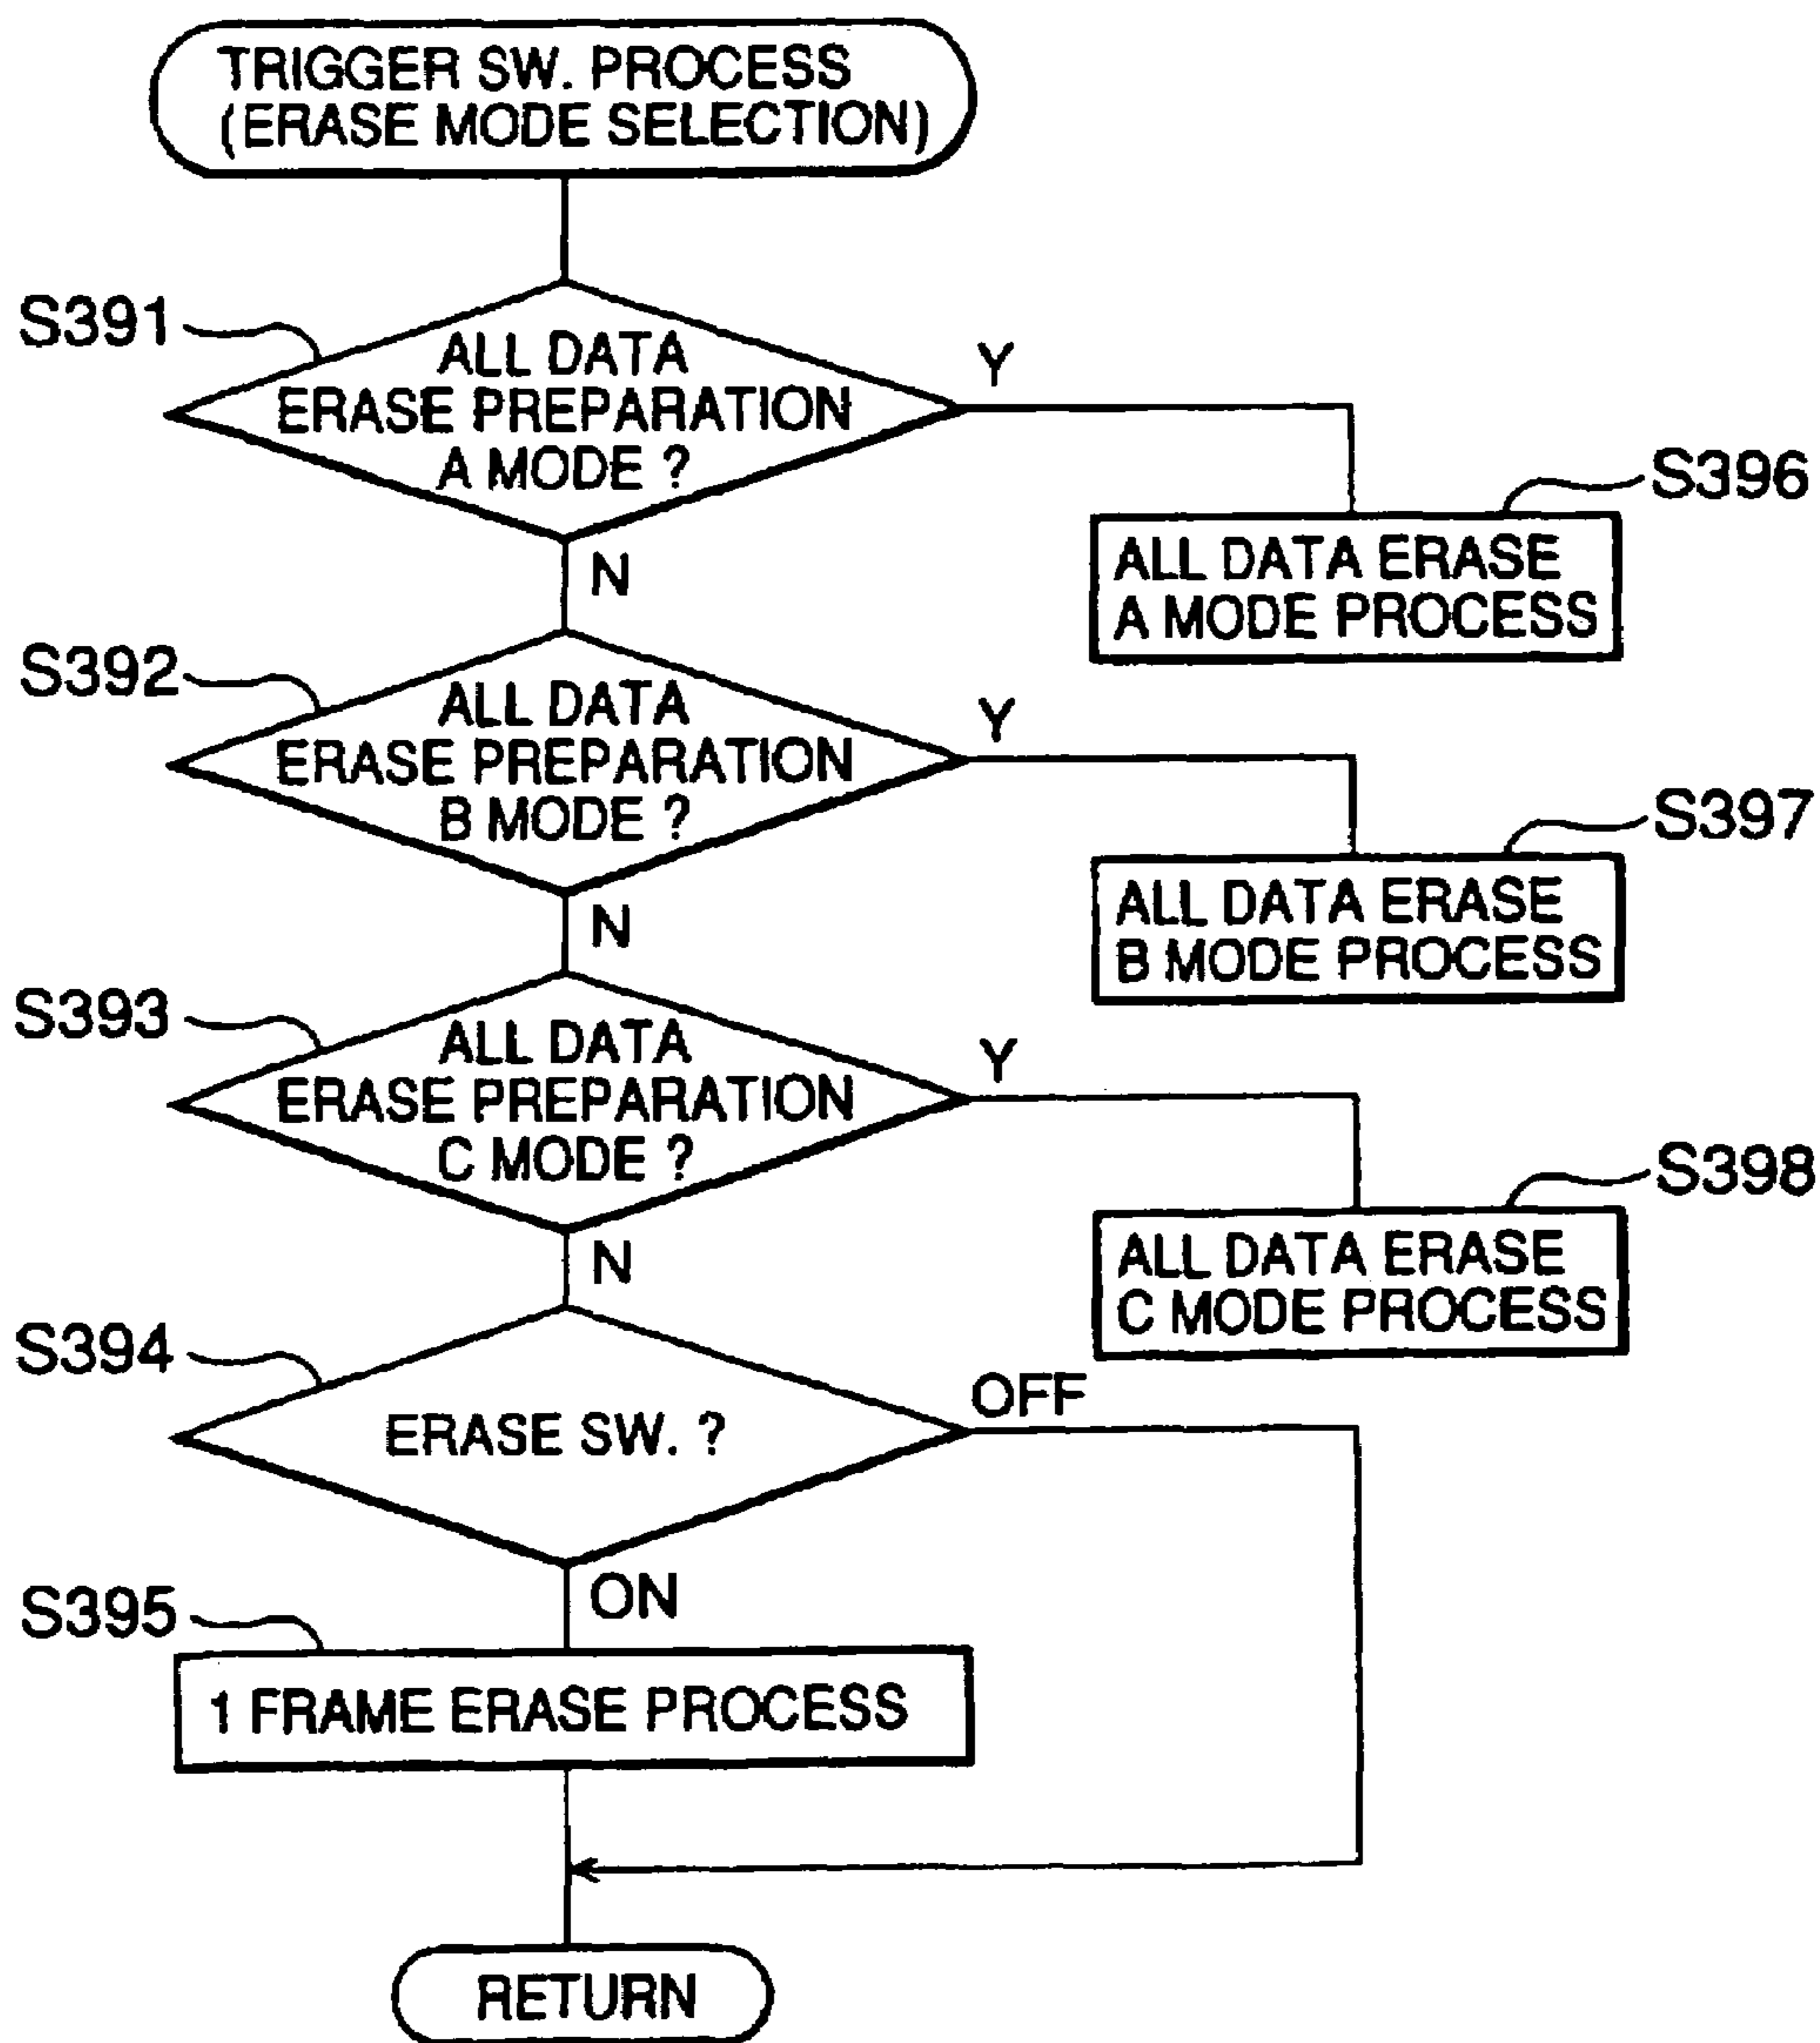 TRIGGER SW. PROCESS
(ERASE MODE SELECTION)
S391
ALL DATA
ERASE PREPARATION
A MODE ?
Y
N
S396
ALL DATA ERASE
A MODE PROCESS
S392
ALL DATA
ERASE PREPARATION
B MODE ?
Y
N
S397
ALL DATA ERASE
B MODE PROCESS
S393
ALL DATA
ERASE PREPARATION
C MODE ?
Y
N
S398
ALL DATA ERASE
C MODE PROCESS
S394
ERASE SW. ?
OFF
ON
S395
1 FRAME ERASE PROCESS
RETURN